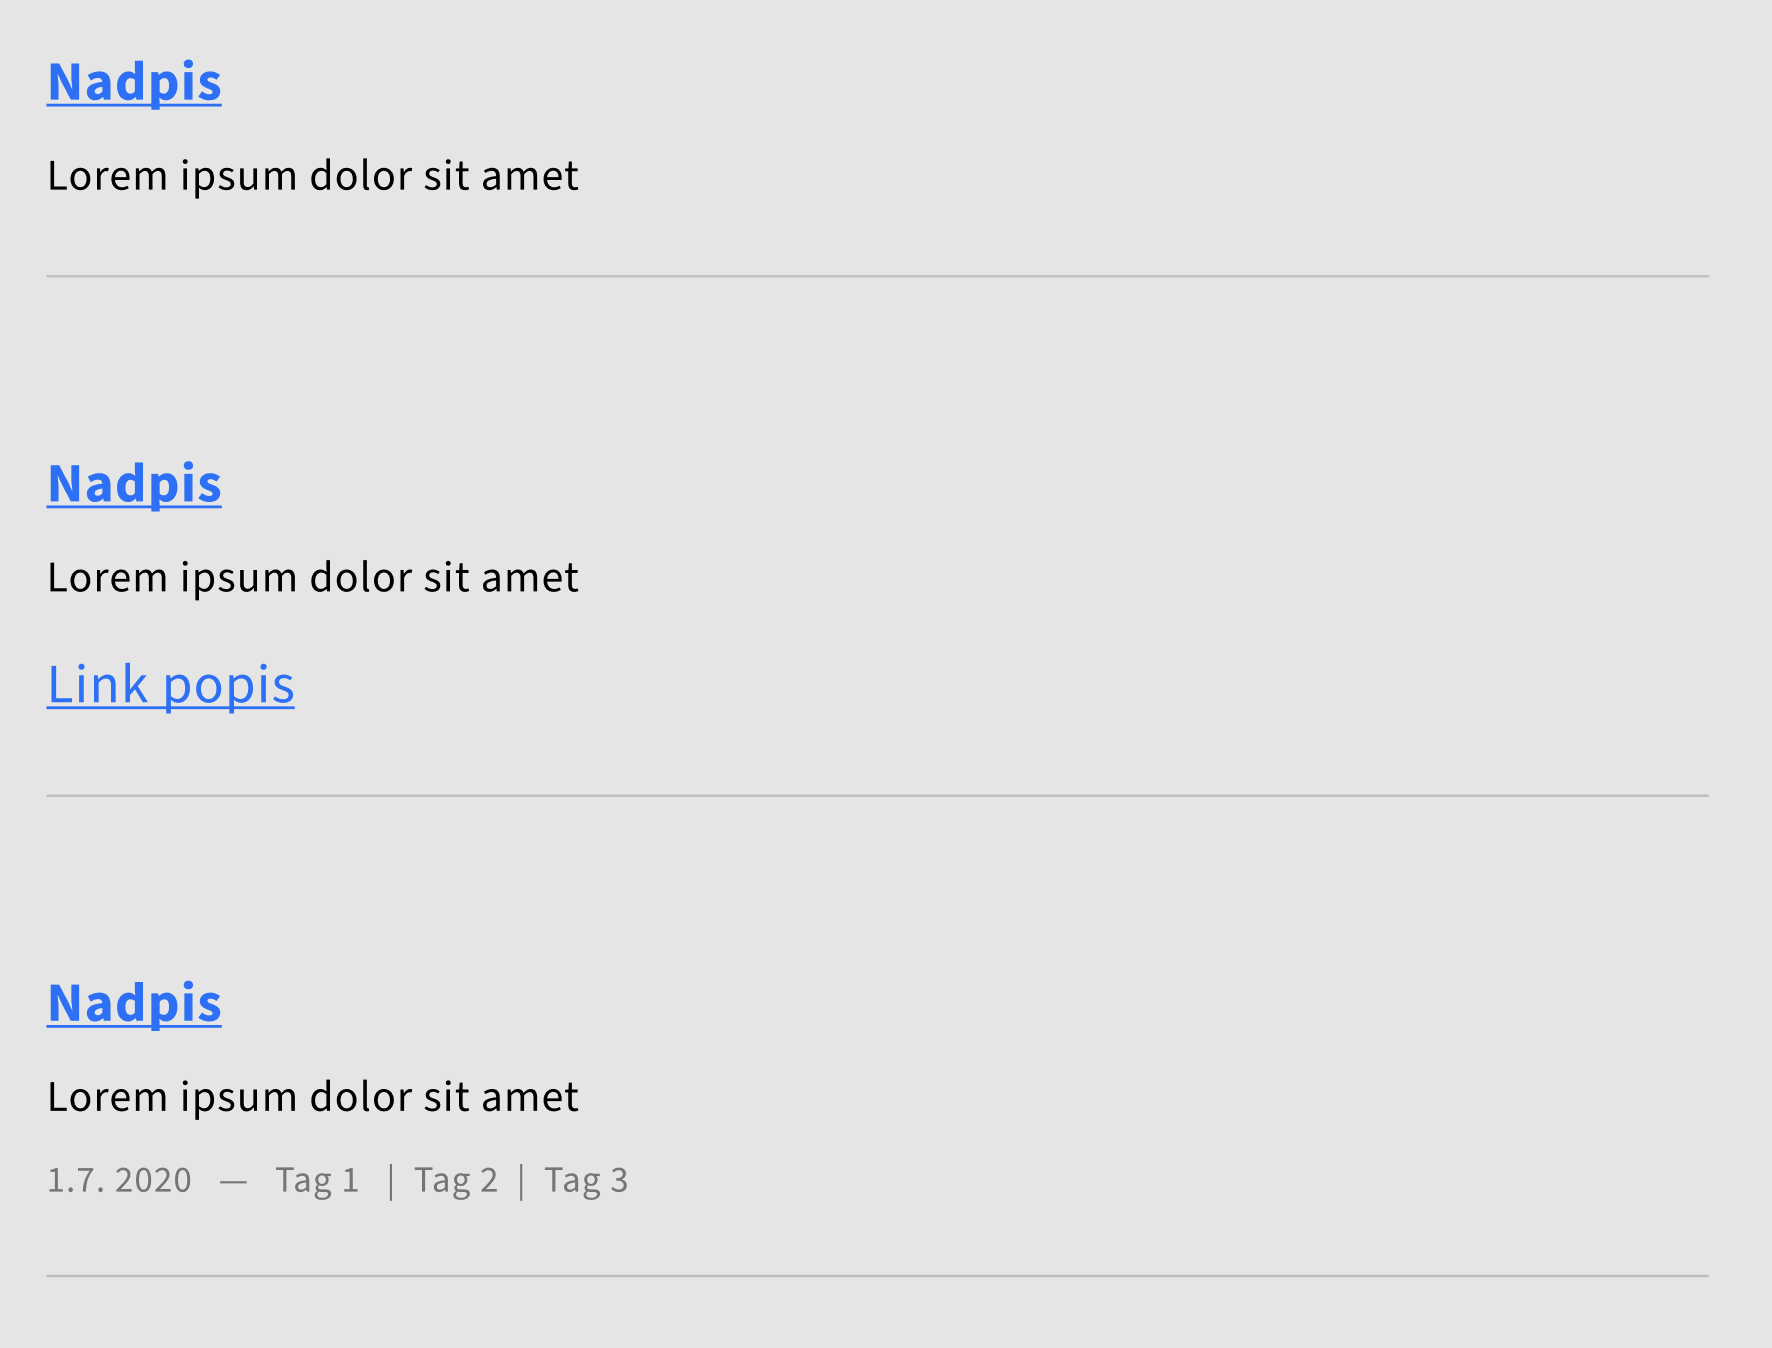 Nadpis
Lorem ipsum dolor sit amet
Nadpis
Lorem ipsum dolor sit amet
Link popis
Nadpis
Lorem ipsum dolor sit amet
1.7. 2020 — Tag 1 | Tag 2 | Tag 3